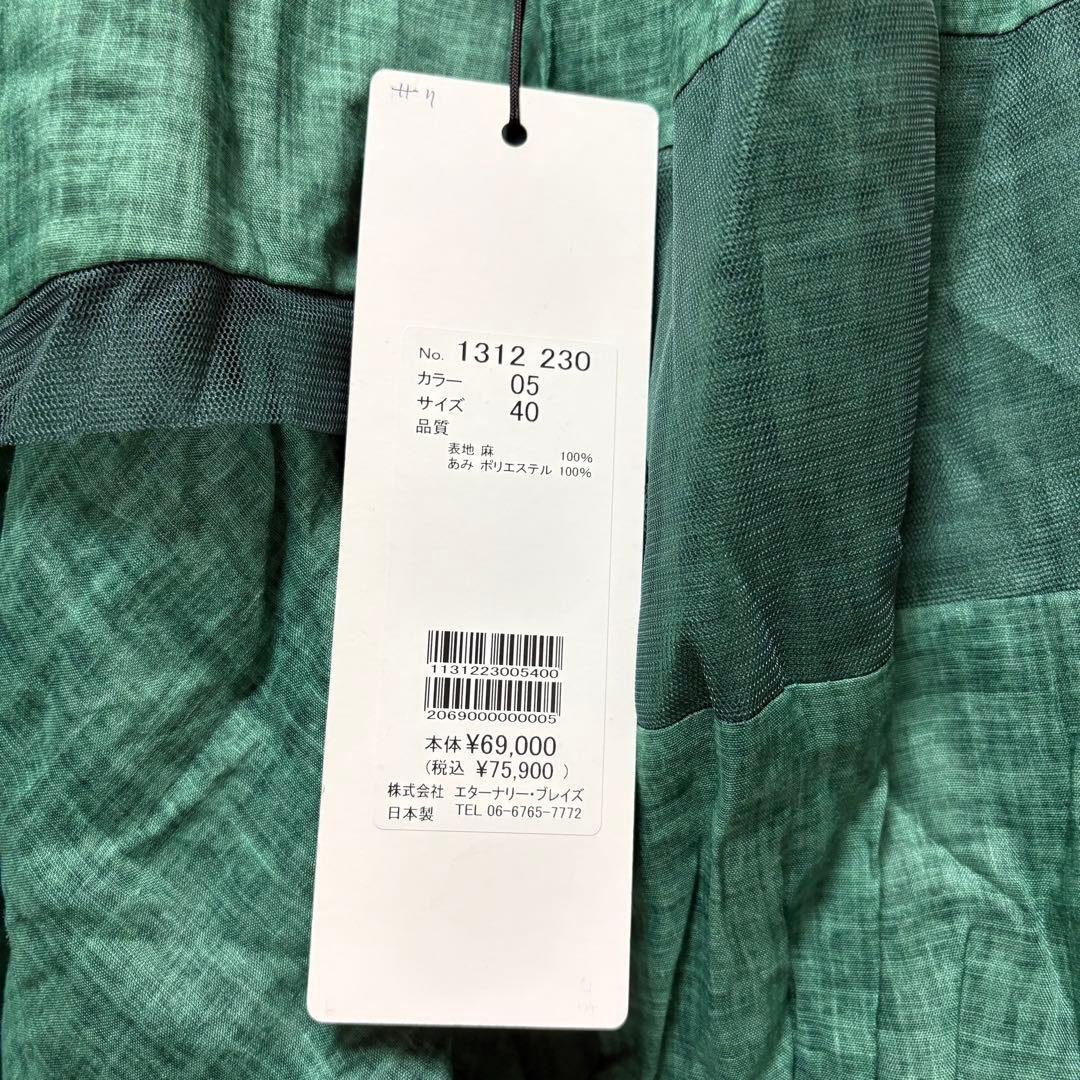 No. 1312 230
カラー 05
サイズ 40
品質
表地 麻 100%
あみ ポリエステル 100%
1131223005400
2069000000005
本体 ¥69,000
(税込 ¥75,900 )
株式会社 エターナリー・ブレイズ
日本製 TEL 06-6765-7772